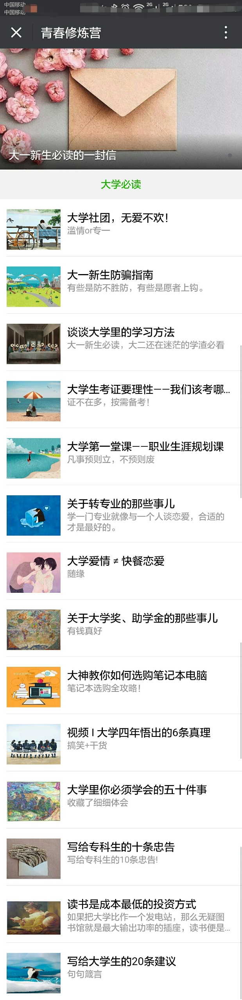 中国移动
中国移动
2G
2G
青春修炼营
大一新生必读的一封信
大学必读
大学社团，无爱不欢！
滥情or专一
大一新生防骗指南
有些是防不胜防，有些是愿者上钩。
谈谈大学里的学习方法
大一新生必读，大二还在迷茫的学渣必看
大学生考证要理性——我们该考哪...
证不在多，按需备考！
大学第一堂课——职业生涯规划课
凡事预则立，不预则废
关于转专业的那些事儿
学一门专业就像与一个人谈恋爱，合适的
才是最好的。
大学爱情 ≠ 快餐恋爱
随缘
关于大学奖、助学金的那些事儿
有钱真好
EDUCATION
大神教你如何选购笔记本电脑
笔记本选购全攻略！
视频 I 大学四年悟出的6条真理
搞笑+干货
大学里你必须学会的五十件事
收藏了细细体会
写给专科生的十条忠告
写给专科生的10条忠告!
读书是成本最低的投资方式
如果把大学比作一个发电站，那么无疑图
书馆就是最大输出功率的插座，读书便是...
写给大学生的20条建议
句句箴言